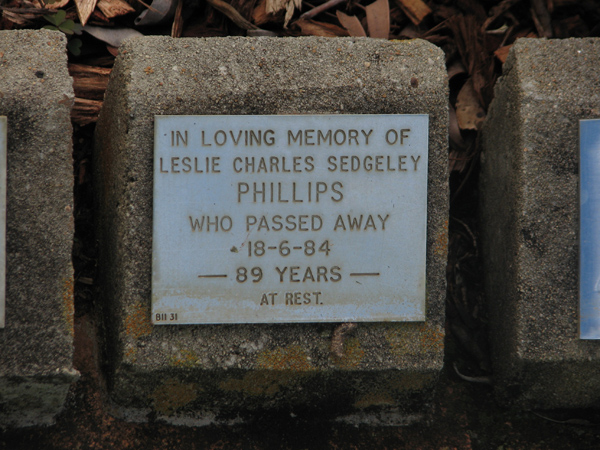 IN LOVING MEMORY OF
LESLIE CHARLES SEDGELEY
PHILLIPS
WHO PASSED AWAY
18-6-84
— 89 YEARS —
AT REST.
BII 31